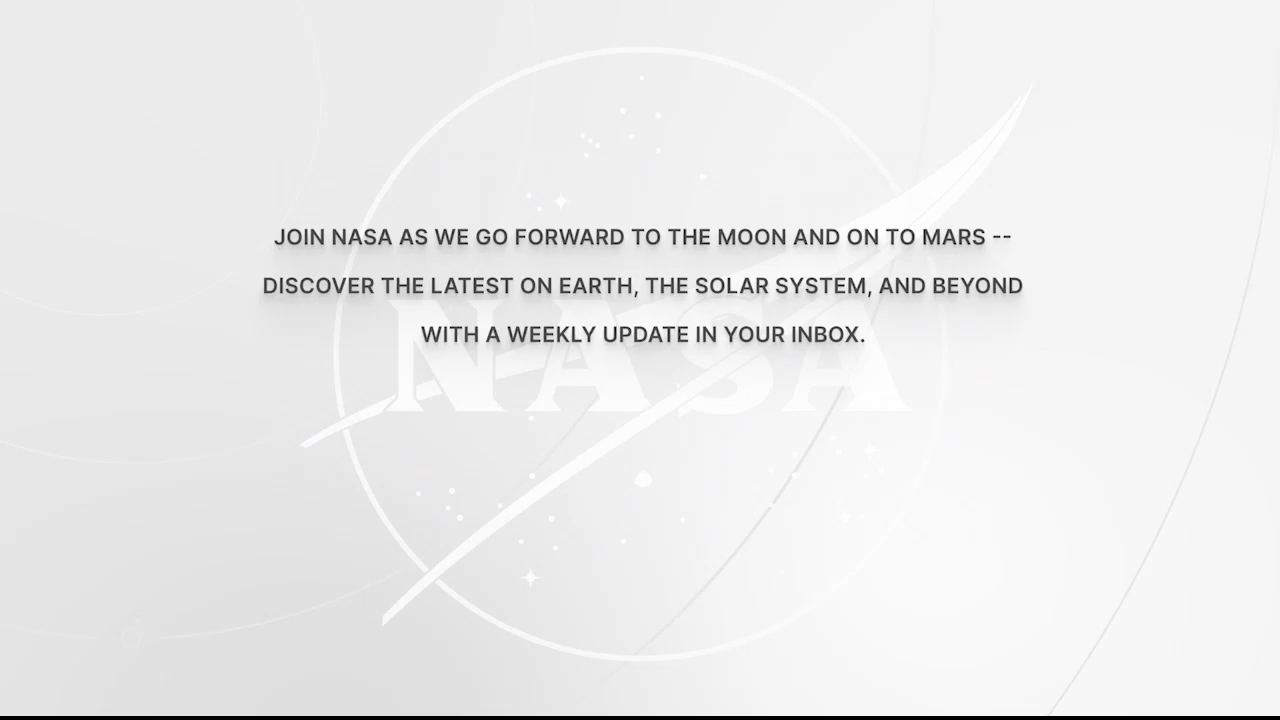 JOIN NASA AS WE GO FORWARD TO THE MOON AND ON TO MARS --
DISCOVER THE LATEST ON EARTH, THE SOLAR SYSTEM, AND BEYOND
WITH A WEEKLY UPDATE IN YOUR INBOX.
NASA